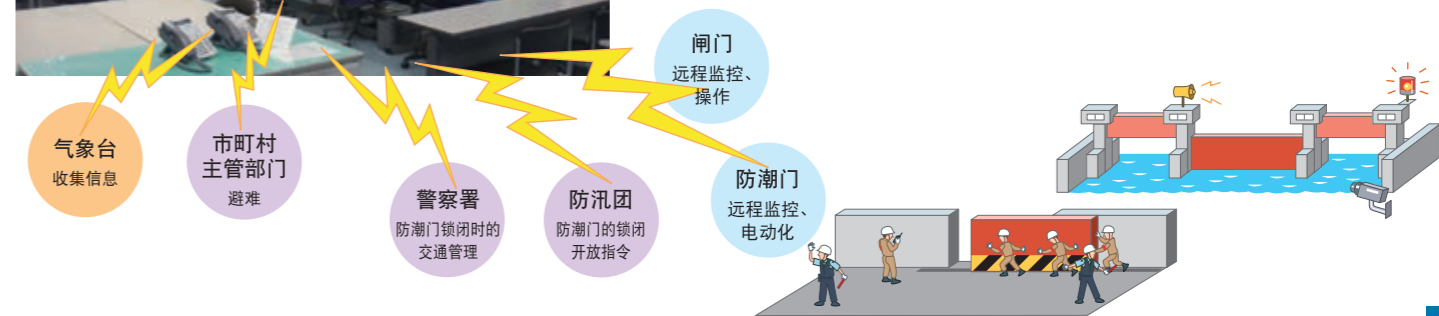 气象台
收集信息
市町村
主管部门
避难
警察署
防潮门锁闭时的
交通管理
防汛团
防潮门的锁闭
开放指令
闸门
远程监控、
操作
防潮门
远程监控、
电动化